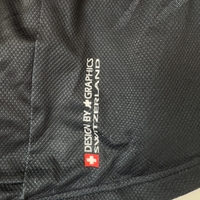 DESIGN BY A GRAPHICS
SWITZERLAND